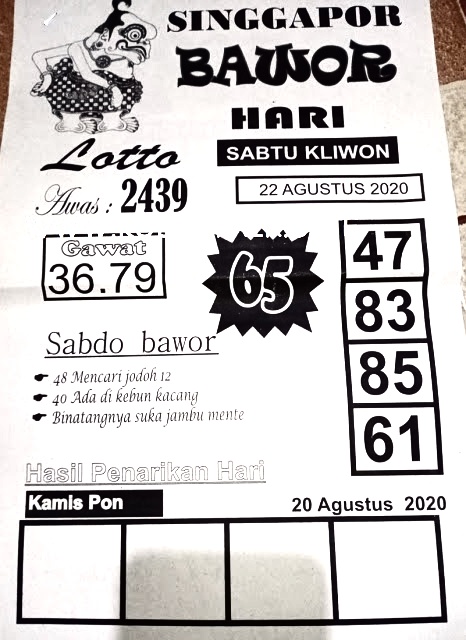 SINGGAPOR
BAWOR
HARI
Lotto
SABTU KLIWON
Awas : 2439
22 AGUSTUS 2020
Gawat
36.79
65
47
83
85
61
Sabdo bawor
48 Mencari jodoh 12
40 Ada di kebun kacang
Binatangnya suka jambu mente
Hasil Penarikan Hari
Kamis Pon
20 Agustus 2020